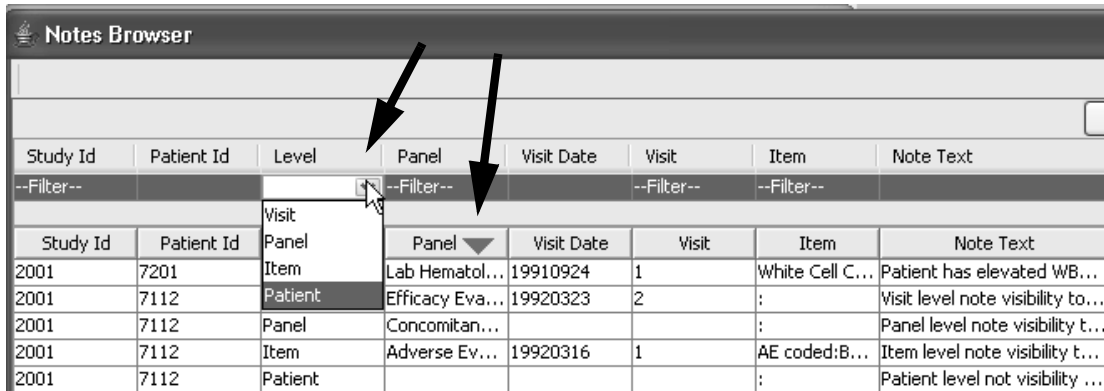 Notes Browser
Study Id Patient Id Level Panel Visit Date Visit Item Note Text
--Filter-- --Filter-- --Filter-- --Filter--
Visit
Panel
Item
Patient
Study Id Patient Id Panel Visit Date Visit Item Note Text
2001 7201 Lab Hematol... 19910924 1 White Cell C... Patient has elevated WB...
2001 7112 Efficacy Eva... 19920323 2 : Visit level note visibility to...
2001 7112 Panel Concomitan... : Panel level note visibility t...
2001 7112 Item Adverse Ev... 19920316 1 AE coded:B... Item level note visibility t...
2001 7112 Patient : Patient level not visibility ...